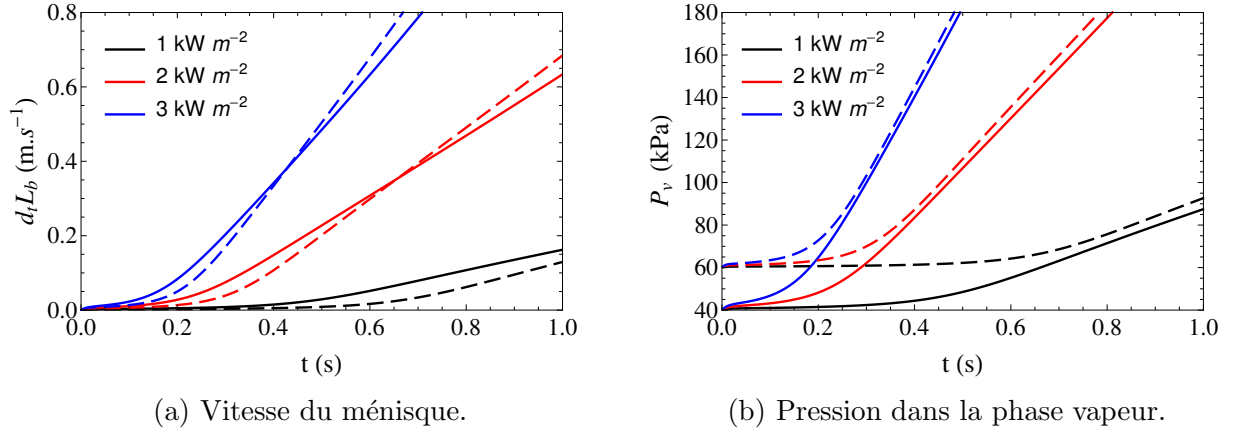 0.8
0.6
0.4
0.2
0.0
0.0 0.2 0.4 0.6 0.8 1.0
d_tL_b (m.s⁻¹)
t (s)
1 kW m⁻²
2 kW m⁻²
3 kW m⁻²
(a) Vitesse du ménisque.
180
160
140
120
100
80
60
40
0.0 0.2 0.4 0.6 0.8 1.0
P_v (kPa)
t (s)
1 kW m⁻²
2 kW m⁻²
3 kW m⁻²
(b) Pression dans la phase vapeur.